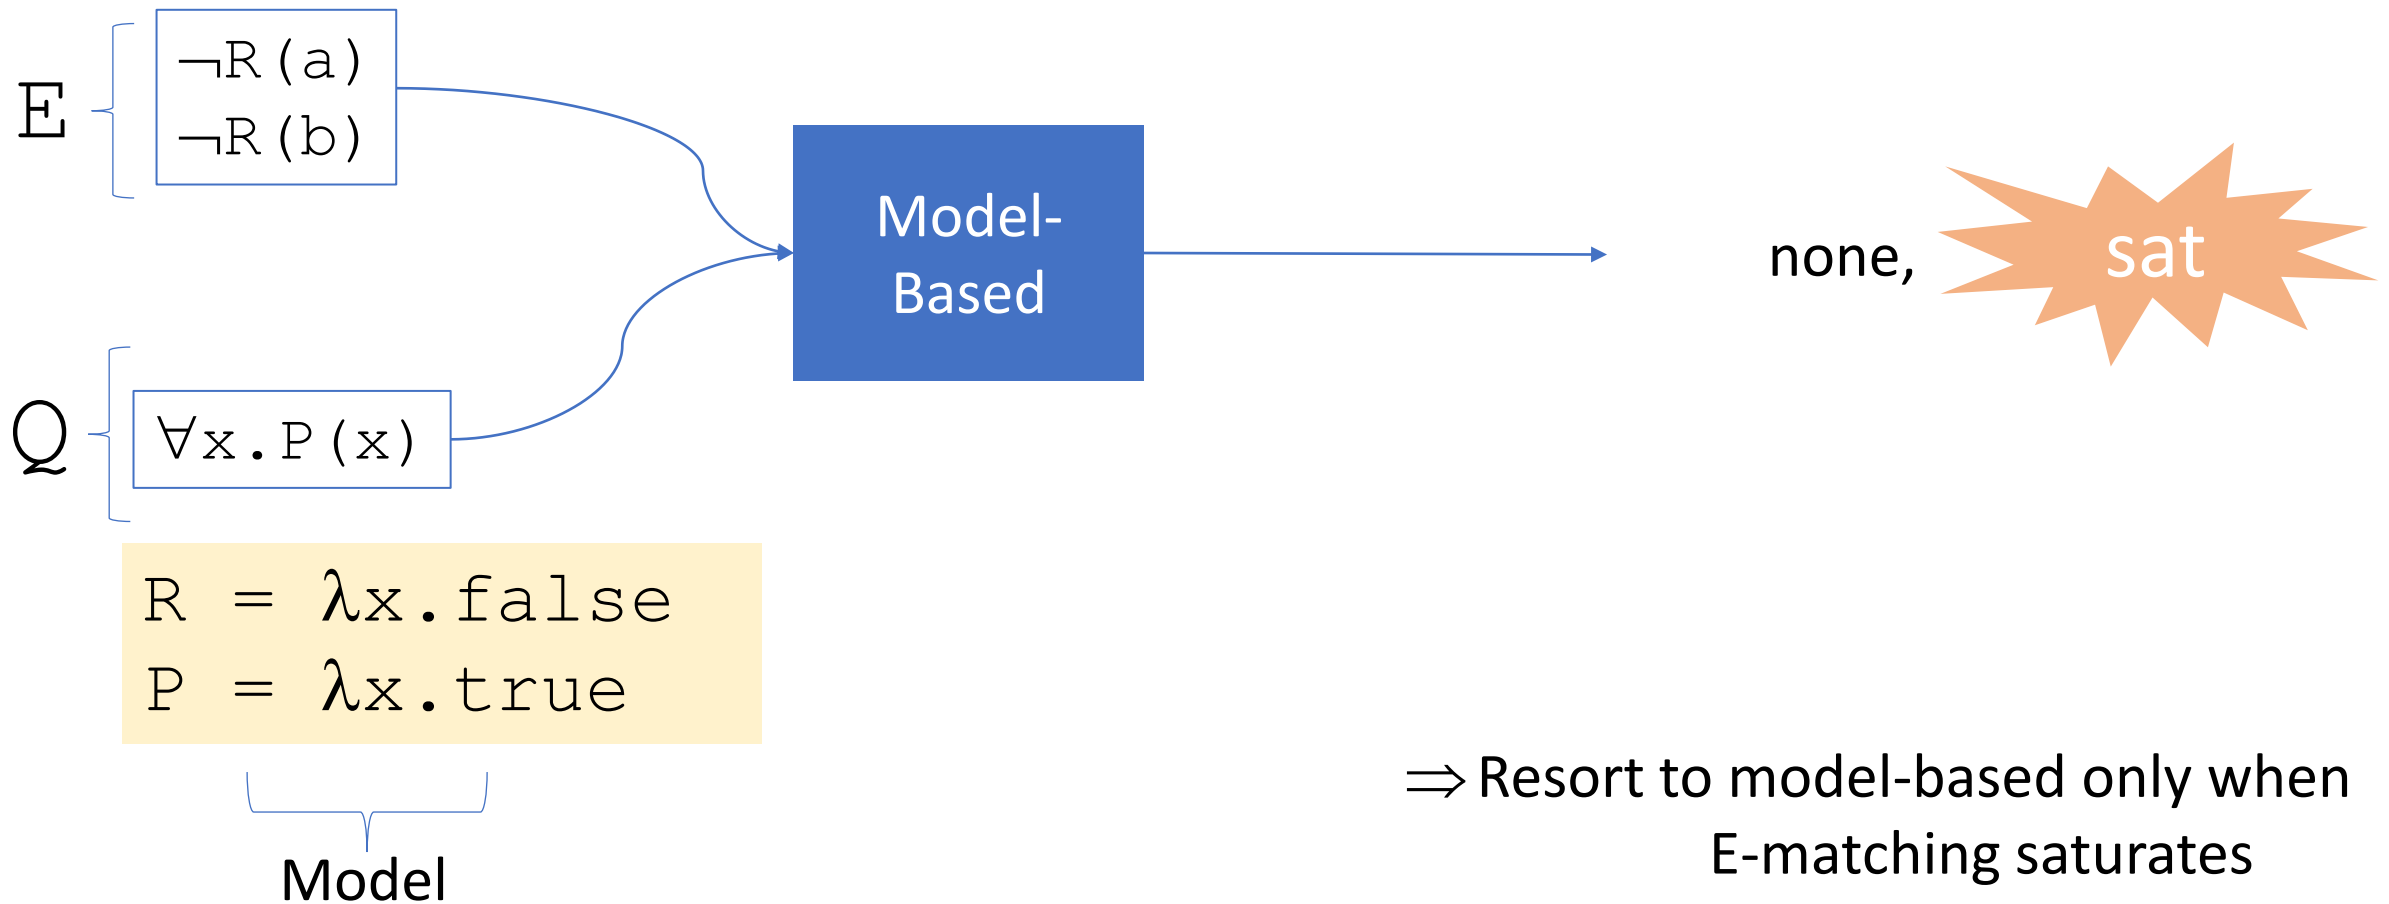 E
¬R(a)
¬R(b)
Model-
Based
none,
sat
Q
∀x.P(x)
R = λx.false
P = λx.true
Model
⇒ Resort to model-based only when
E-matching saturates